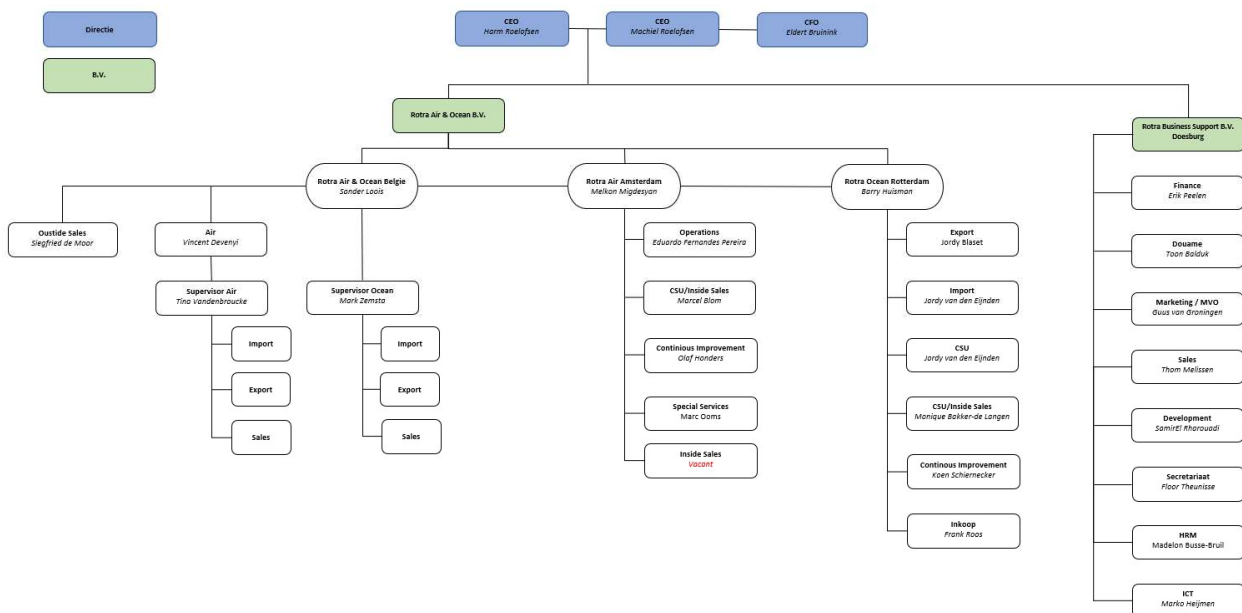 Directie
B.V.
CEO
Harm Roelofsen
CEO
Machiel Roelofsen
CFO
Eldert Bruinink
Rotra Air & Ocean B.V.
Rotra Business Support B.V.
Doesburg
Rotra Air & Ocean Belgie
Sander Loois
Rotra Air Amsterdam
Melkon Migdesyan
Rotra Ocean Rotterdam
Barry Huisman
Oustide Sales
Siegfried de Moor
Air
Vincent Devenyi
Supervisor Air
Tina Vandenbroucke
Import
Export
Sales
Supervisor Ocean
Mark Zemsta
Import
Export
Sales
Operations
Eduardo Fernandes Pereira
CSU/Inside Sales
Marcel Blom
Continious Improvement
Olaf Honders
Special Services
Marc Ooms
Inside Sales
Vacant
Export
Jordy Blaset
Import
Jordy van den Eijnden
CSU
Jordy van den Eijnden
CSU/Inside Sales
Monique Bakker-de Langen
Continous Improvement
Koen Schiernecker
Inkoop
Frank Roos
Finance
Erik Peelen
Douame
Toon Balduk
Marketing / MVO
Guus van Groningen
Sales
Thom Melissen
Development
SamirEl Rharouadi
Secretariaat
Floor Theunisse
HRM
Madelon Busse-Bruil
ICT
Marko Heijmen